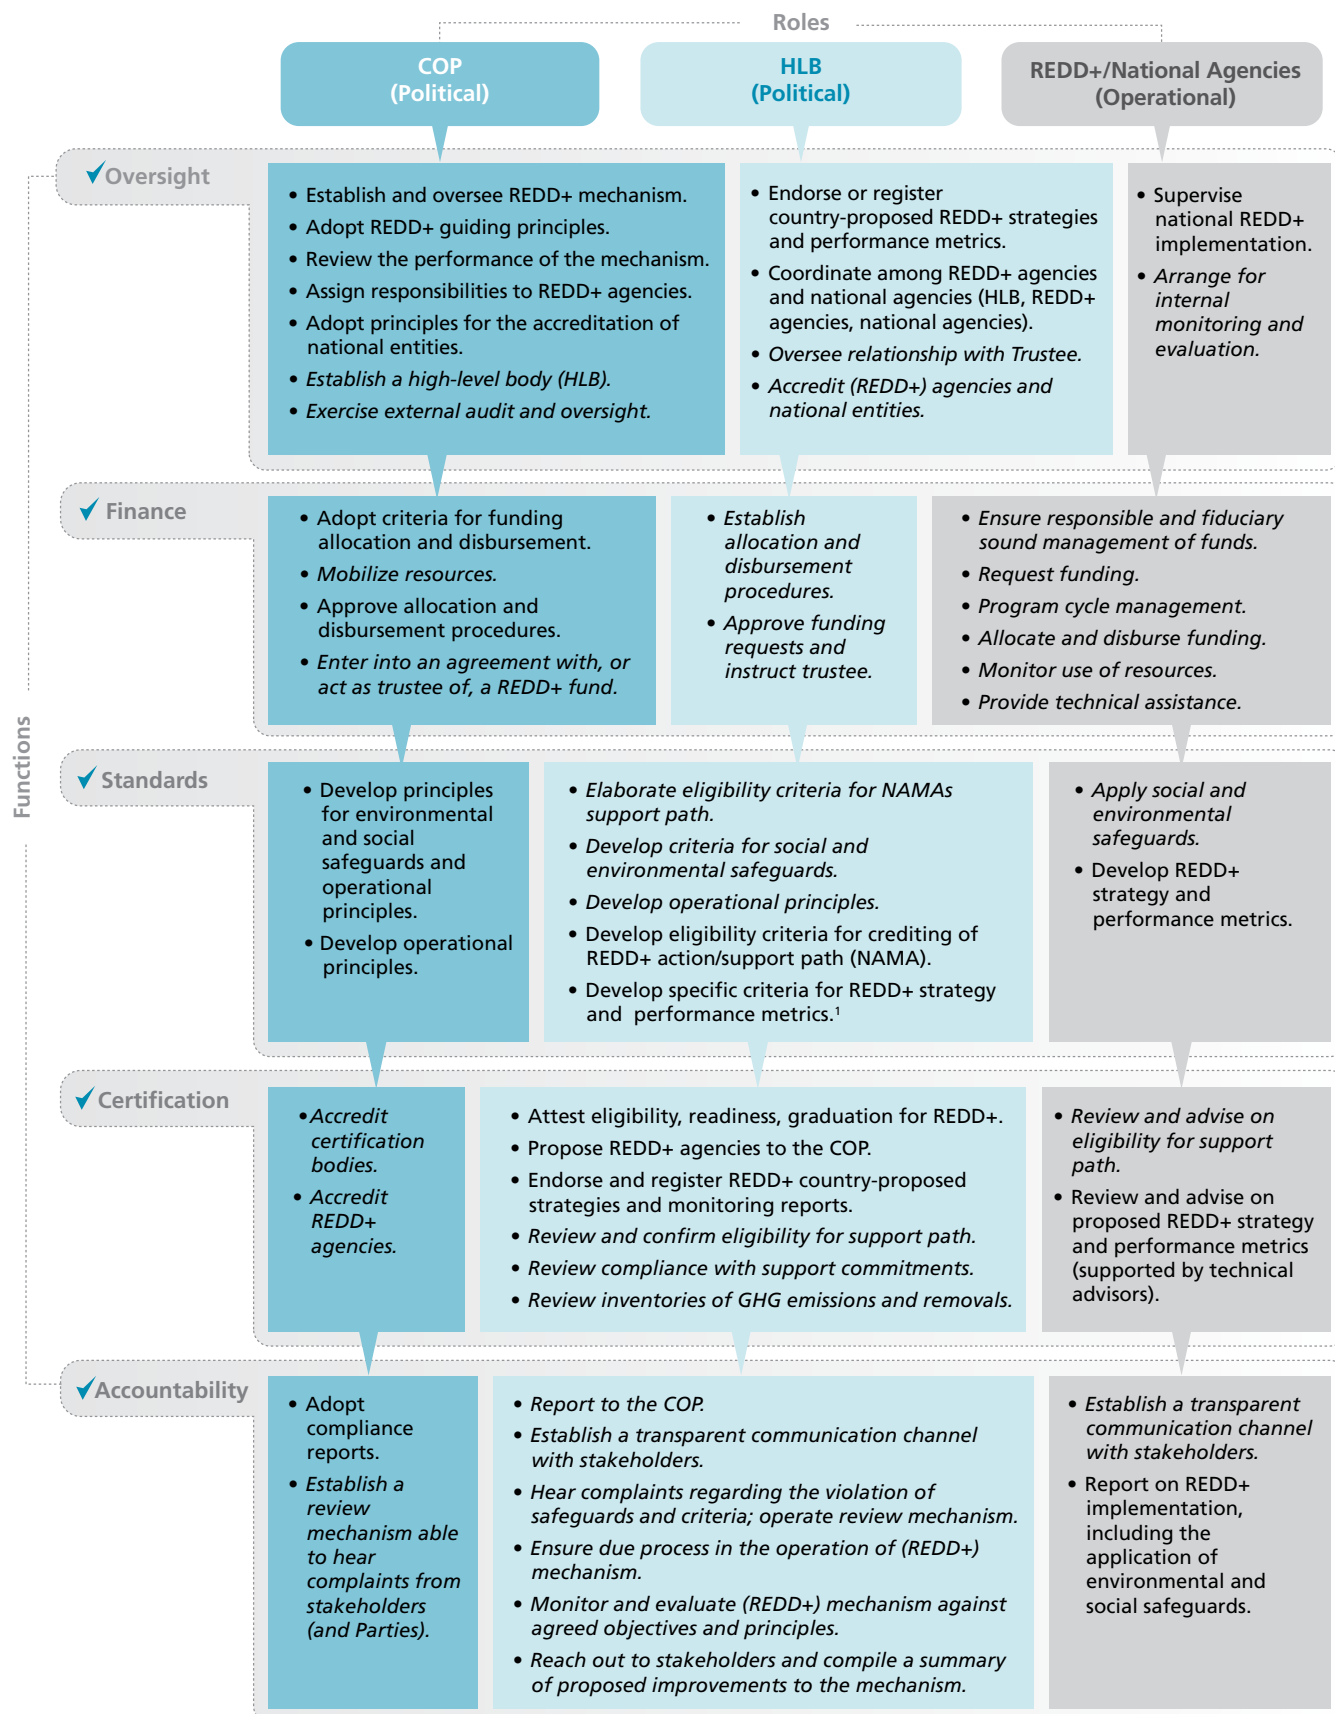 Roles
COP
(Political)
HLB
(Political)
REDD+/National Agencies
(Operational)
Functions
Oversight
• Establish and oversee REDD+ mechanism.
• Adopt REDD+ guiding principles.
• Review the performance of the mechanism.
• Assign responsibilities to REDD+ agencies.
• Adopt principles for the accreditation of
national entities.
• Establish a high-level body (HLB).
• Exercise external audit and oversight.
• Endorse or register
country-proposed REDD+ strategies
and performance metrics.
• Coordinate among REDD+ agencies
and national agencies (HLB, REDD+
agencies, national agencies).
• Oversee relationship with Trustee.
• Accredit (REDD+) agencies and
national entities.
• Supervise
national REDD+
implementation.
• Arrange for
internal
monitoring and
evaluation.
Finance
• Adopt criteria for funding
allocation and disbursement.
• Mobilize resources.
• Approve allocation and
disbursement procedures.
• Enter into an agreement with, or
act as trustee of, a REDD+ fund.
• Establish
allocation and
disbursement
procedures.
• Approve funding
requests and
instruct trustee.
• Ensure responsible and fiduciary
sound management of funds.
• Request funding.
• Program cycle management.
• Allocate and disburse funding.
• Monitor use of resources.
• Provide technical assistance.
Standards
• Develop principles
for environmental
and social
safeguards and
operational
principles.
• Develop operational
principles.
• Elaborate eligibility criteria for NAMAs
support path.
• Develop criteria for social and
environmental safeguards.
• Develop operational principles.
• Develop eligibility criteria for crediting of
REDD+ action/support path (NAMA).
• Develop specific criteria for REDD+ strategy
and performance metrics.¹
• Apply social and
environmental
safeguards.
• Develop REDD+
strategy and
performance metrics.
Certification
• Accredit
certification
bodies.
• Accredit
REDD+
agencies.
• Attest eligibility, readiness, graduation for REDD+.
• Propose REDD+ agencies to the COP.
• Endorse and register REDD+ country-proposed
strategies and monitoring reports.
• Review and confirm eligibility for support path.
• Review compliance with support commitments.
• Review inventories of GHG emissions and removals.
• Review and advise on
eligibility for support
path.
• Review and advise on
proposed REDD+ strategy
and performance metrics
(supported by technical
advisors).
Accountability
• Adopt
compliance
reports.
• Establish a
review
mechanism able
to hear
complaints from
stakeholders
(and Parties).
• Report to the COP.
• Establish a transparent communication channel
with stakeholders.
• Hear complaints regarding the violation of
safeguards and criteria; operate review mechanism.
• Ensure due process in the operation of (REDD+)
mechanism.
• Monitor and evaluate (REDD+) mechanism against
agreed objectives and principles.
• Reach out to stakeholders and compile a summary
of proposed improvements to the mechanism.
• Establish a transparent
communication channel
with stakeholders.
• Report on REDD+
implementation,
including the
application of
environmental and
social safeguards.